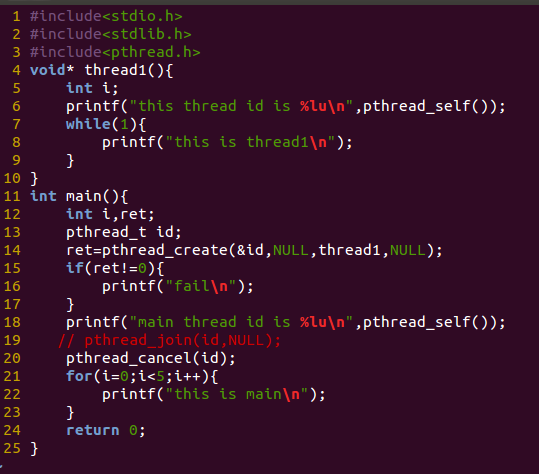 1 #include<stdio.h>
2 #include<stdlib.h>
3 #include<pthread.h>
4 void* thread1(){
5     int i;
6     printf("this thread id is %lu\n",pthread_self());
7     while(1){
8         printf("this is thread1\n");
9     }
10 }
11 int main(){
12     int i,ret;
13     pthread_t id;
14     ret=pthread_create(&id,NULL,thread1,NULL);
15     if(ret!=0){
16         printf("fail\n");
17     }
18     printf("main thread id is %lu\n",pthread_self());
19    // pthread_join(id,NULL);
20     pthread_cancel(id);
21     for(i=0;i<5;i++){
22         printf("this is main\n");
23     }
24     return 0;
25 }